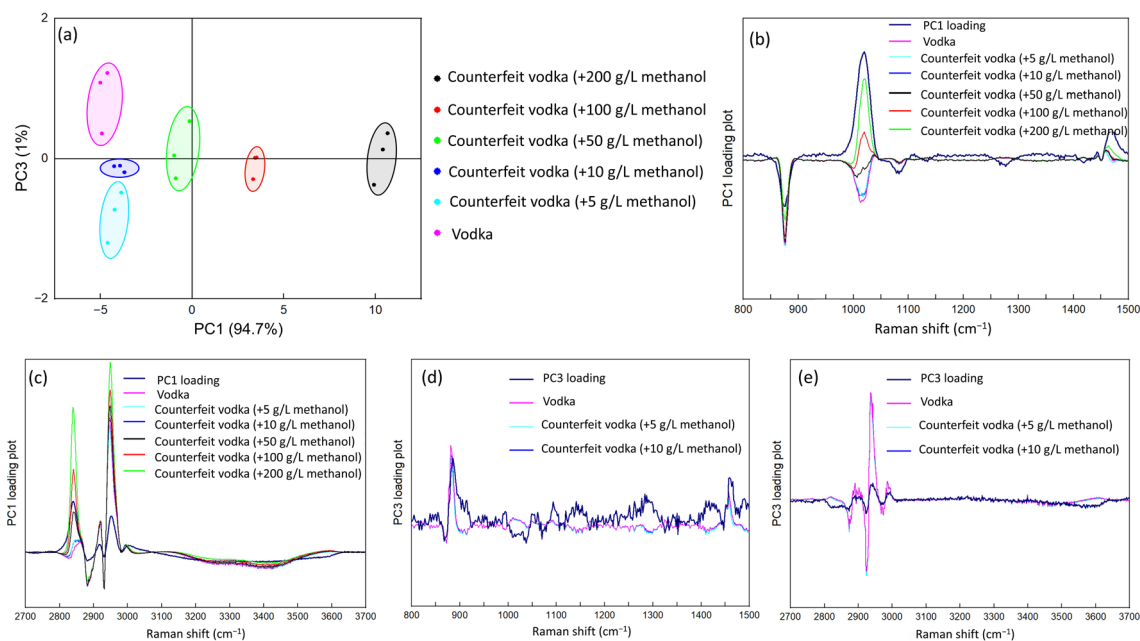 (a)
2
0
−2
PC3 (1%)
−5
0
5
10
PC1 (94.7%)
Counterfeit vodka (+200 g/L methanol
Counterfeit vodka (+100 g/L methanol)
Counterfeit vodka (+50 g/L methanol)
Counterfeit vodka (+10 g/L methanol)
Counterfeit vodka (+5 g/L methanol)
Vodka
(b)
PC1 loading
Vodka
Counterfeit vodka (+5 g/L methanol)
Counterfeit vodka (+10 g/L methanol)
Counterfeit vodka (+50 g/L methanol)
Counterfeit vodka (+100 g/L methanol)
Counterfeit vodka (+200 g/L methanol)
PC1 loading plot
0
800
900
1000
1100
1200
1300
1400
1500
Raman shift (cm⁻¹)
(c)
PC1 loading
Vodka
Counterfeit vodka (+5 g/L methanol)
Counterfeit vodka (+10 g/L methanol)
Counterfeit vodka (+50 g/L methanol)
Counterfeit vodka (+100 g/L methanol)
Counterfeit vodka (+200 g/L methanol)
PC1 loading plot
0
2700
2800
2900
3000
3100
3200
3300
3400
3500
3600
3700
Raman shift (cm⁻¹)
(d)
PC3 loading
Vodka
Counterfeit vodka (+5 g/L methanol)
Counterfeit vodka (+10 g/L methanol)
PC3 loading plot
0
800
900
1000
1100
1200
1300
1400
1500
Raman shift (cm⁻¹)
(e)
PC3 loading
Vodka
Counterfeit vodka (+5 g/L methanol)
Counterfeit vodka (+10 g/L methanol)
PC3 loading plot
0
2700
2800
2900
3000
3100
3200
3300
3400
3500
3600
3700
Raman shift (cm⁻¹)